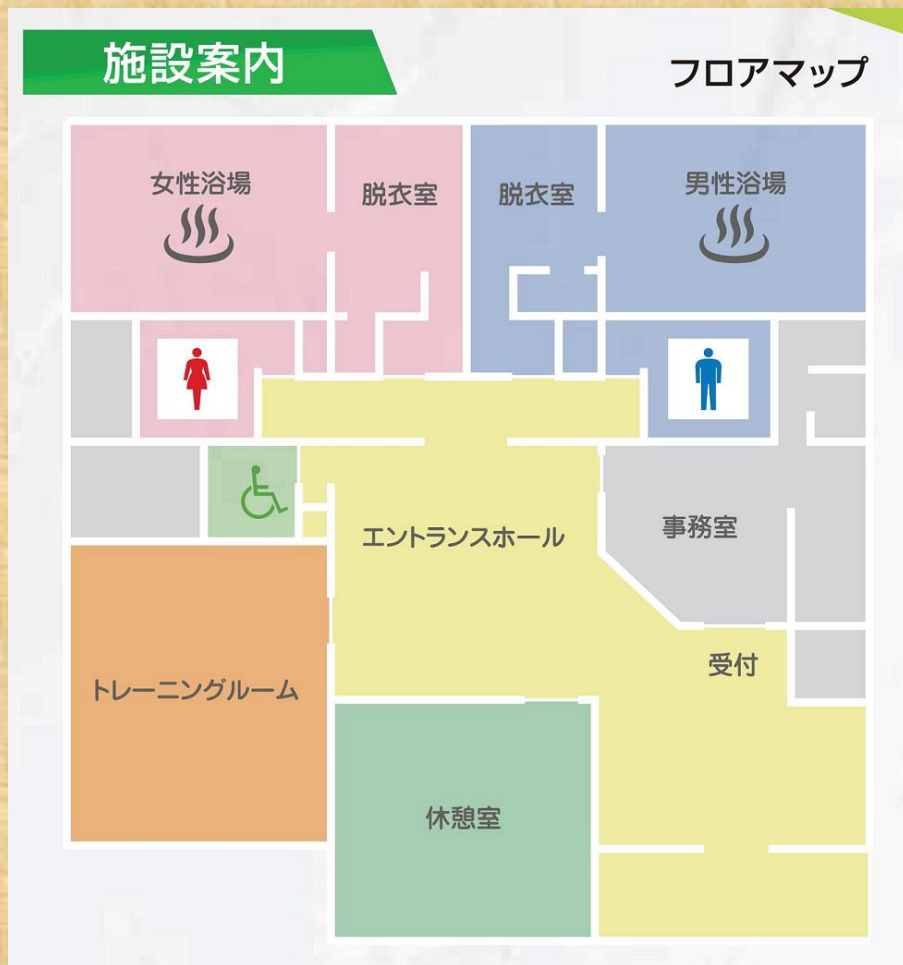 施設案内
フロアマップ
女性浴場
脱衣室
脱衣室
男性浴場
エントランスホール
事務室
受付
トレーニングルーム
休憩室